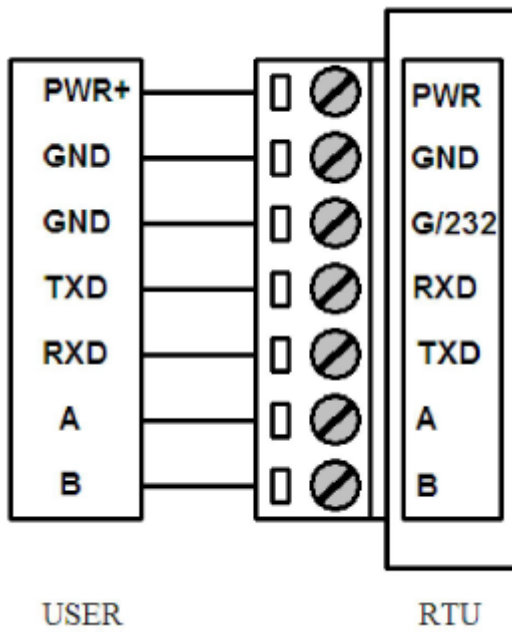 PWR+ PWR
GND GND
GND G/232
TXD RXD
RXD TXD
A A
B B
USER RTU